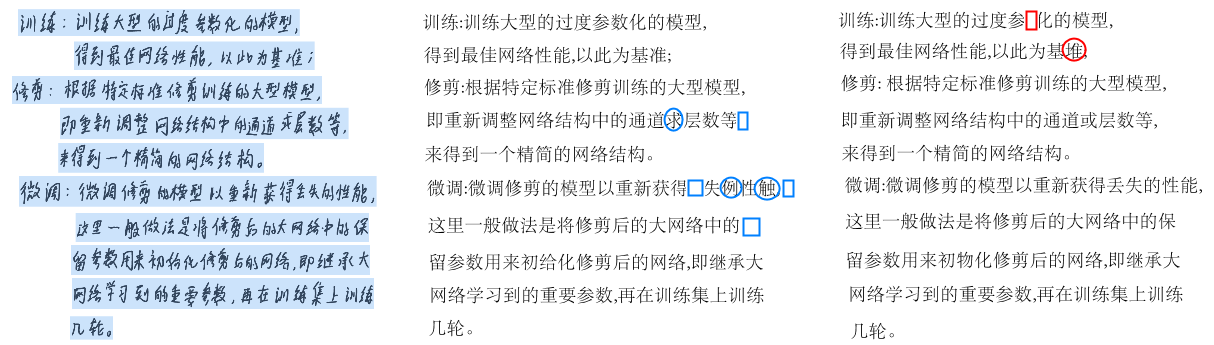 训练：训练大型的过度参数化的模型,
得到最佳网络性能，以此为基准；
修剪：根据特定标准修剪训练的大型模型,
即重新调整网络结构中的通道或层数等,
来得到一个精简的网络结构。
微调：微调修剪的模型以重新获得丢失的性能,
这里一般做法是将修剪后的大网络中的保
留参数用来初始化修剪后的网络,即继承大
网络学习到的重要参数,再在训练集上训练
几轮。
训练:训练大型的过度参数化的模型,
得到最佳网络性能,以此为基准;
修剪:根据特定标准修剪训练的大型模型,
即重新调整网络结构中的通道求层数等
来得到一个精简的网络结构。
微调:微调修剪的模型以重新获得失例性触
这里一般做法是将修剪后的大网络中的
留参数用来初给化修剪后的网络,即继承大
网络学习到的重要参数,再在训练集上训练
几轮。
训练:训练大型的过度参化的模型,
得到最佳网络性能,以此为基堆;
修剪: 根据特定标准修剪训练的大型模型,
即重新调整网络结构中的通道或层数等,
来得到一个精简的网络结构。
微调:微调修剪的模型以重新获得丢失的性能,
这里一般做法是将修剪后的大网络中的保
留参数用来初物化修剪后的网络,即继承大
网络学习到的重要参数,再在训练集上训练
几轮。